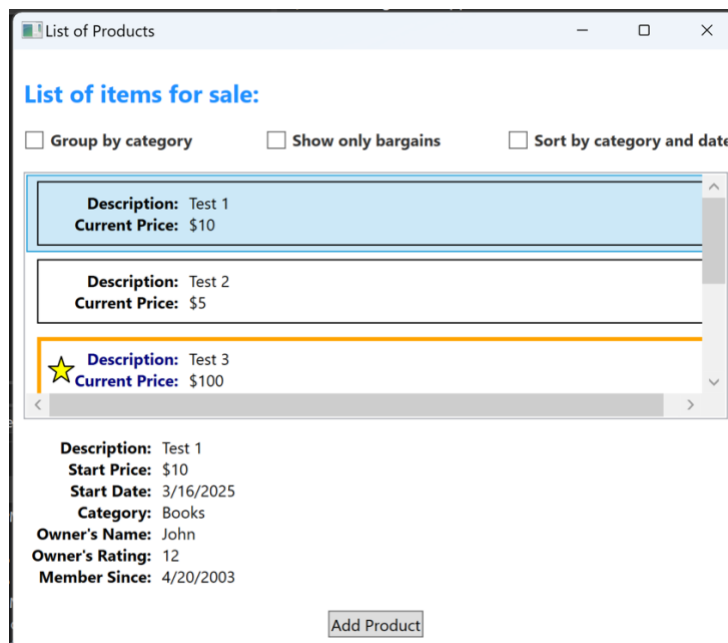 List of Products
List of items for sale:
Group by category Show only bargains Sort by category and date
Description: Test 1
Current Price: $10
Description: Test 2
Current Price: $5
Description: Test 3
Current Price: $100
Description: Test 1
Start Price: $10
Start Date: 3/16/2025
Category: Books
Owner's Name: John
Owner's Rating: 12
Member Since: 4/20/2003
Add Product